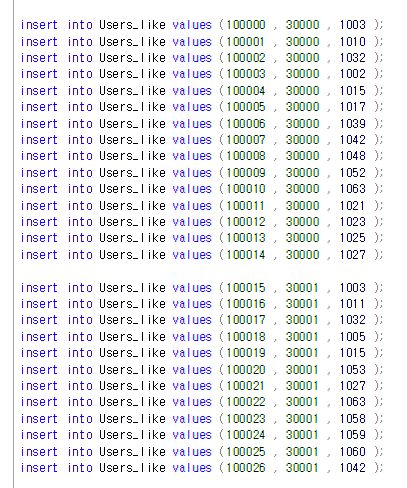 insert into Users_like values (100000 , 30000 , 1003 );
insert into Users_like values (100001 , 30000 , 1010 );
insert into Users_like values (100002 , 30000 , 1032 );
insert into Users_like values (100003 , 30000 , 1002 );
insert into Users_like values (100004 , 30000 , 1015 );
insert into Users_like values (100005 , 30000 , 1017 );
insert into Users_like values (100006 , 30000 , 1039 );
insert into Users_like values (100007 , 30000 , 1042 );
insert into Users_like values (100008 , 30000 , 1048 );
insert into Users_like values (100009 , 30000 , 1052 );
insert into Users_like values (100010 , 30000 , 1063 );
insert into Users_like values (100011 , 30000 , 1021 );
insert into Users_like values (100012 , 30000 , 1023 );
insert into Users_like values (100013 , 30000 , 1025 );
insert into Users_like values (100014 , 30000 , 1027 );
insert into Users_like values (100015 , 30001 , 1003 );
insert into Users_like values (100016 , 30001 , 1011 );
insert into Users_like values (100017 , 30001 , 1032 );
insert into Users_like values (100018 , 30001 , 1005 );
insert into Users_like values (100019 , 30001 , 1015 );
insert into Users_like values (100020 , 30001 , 1053 );
insert into Users_like values (100021 , 30001 , 1027 );
insert into Users_like values (100022 , 30001 , 1063 );
insert into Users_like values (100023 , 30001 , 1058 );
insert into Users_like values (100024 , 30001 , 1059 );
insert into Users_like values (100025 , 30001 , 1060 );
insert into Users_like values (100026 , 30001 , 1042 );